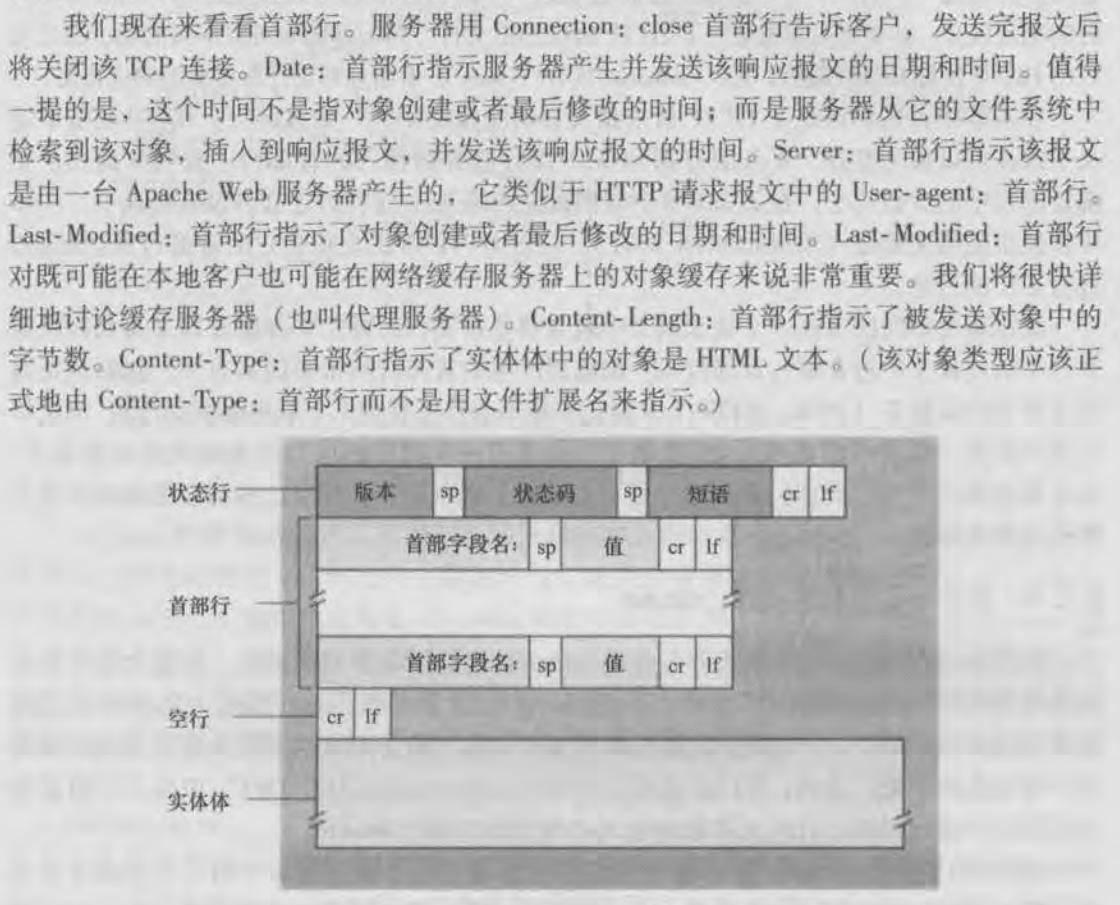 我们现在来看看首部行。服务器用 Connection：close 首部行告诉客户，发送完报文后
将关闭该 TCP 连接。Date：首部行指示服务器产生并发送该响应报文的日期和时间。值得
一提的是，这个时间不是指对象创建或者最后修改的时间；而是服务器从它的文件系统中
检索到该对象，插入到响应报文，并发送该响应报文的时间。Server：首部行指示该报文
是由一台 Apache Web 服务器产生的，它类似于 HTTP 请求报文中的 User-agent：首部行。
Last-Modified：首部行指示了对象创建或者最后修改的日期和时间。Last-Modified：首部行
对既可能在本地客户也可能在网络缓存服务器上的对象缓存来说非常重要。我们将很快详
细地讨论缓存服务器（也叫代理服务器）。Content-Length：首部行指示了被发送对象中的
字节数。Content-Type：首部行指示了实体体中的对象是 HTML 文本。（该对象类型应该正
式地由 Content-Type：首部行而不是用文件扩展名来指示。）
状态行 版本 sp 状态码 sp 短语 cr lf
首部字段名： sp 值 cr lf
首部行
首部字段名： sp 值 cr lf
空行 cr lf
实体体